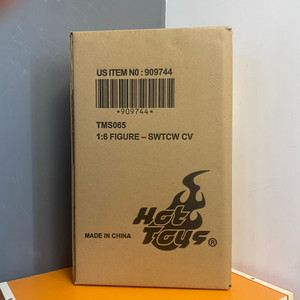 US ITEM NO : 909744
*909744*
TMS065
1:6 FIGURE – SWTCW CV
MADE IN CHINA
Hot
Toys®